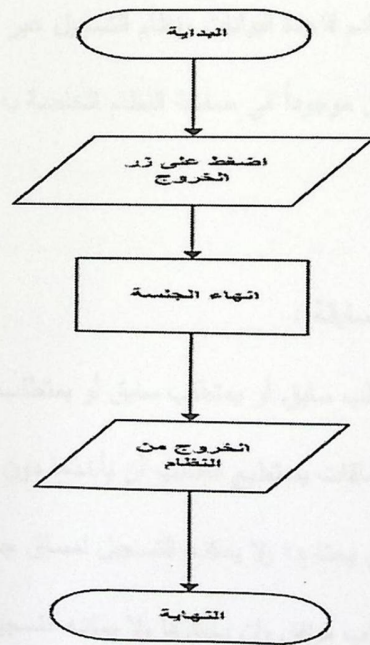 البداية
اضغط على زر
الخروج
انهاء الجلسة
الخروج من
النظام
النهاية